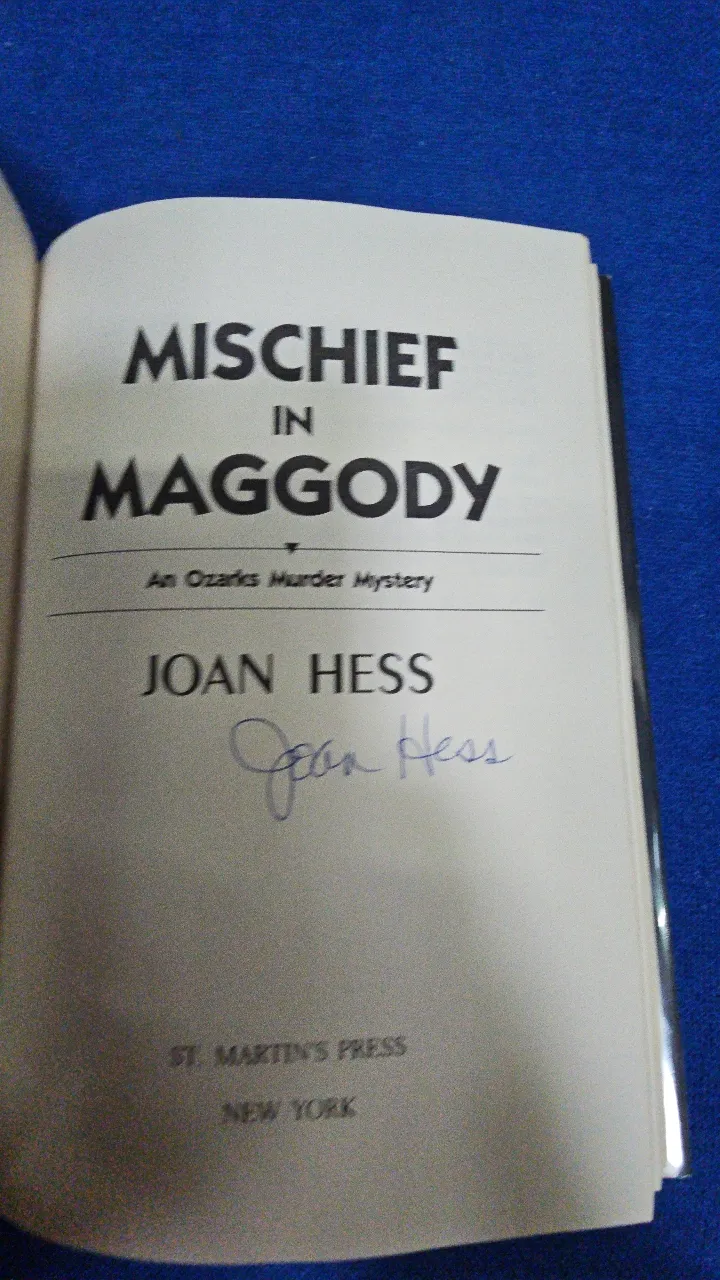 MISCHIEF
IN
MAGGODY
An Ozarks Murder Mystery
JOAN HESS
Joan Hess
ST. MARTIN'S PRESS
NEW YORK